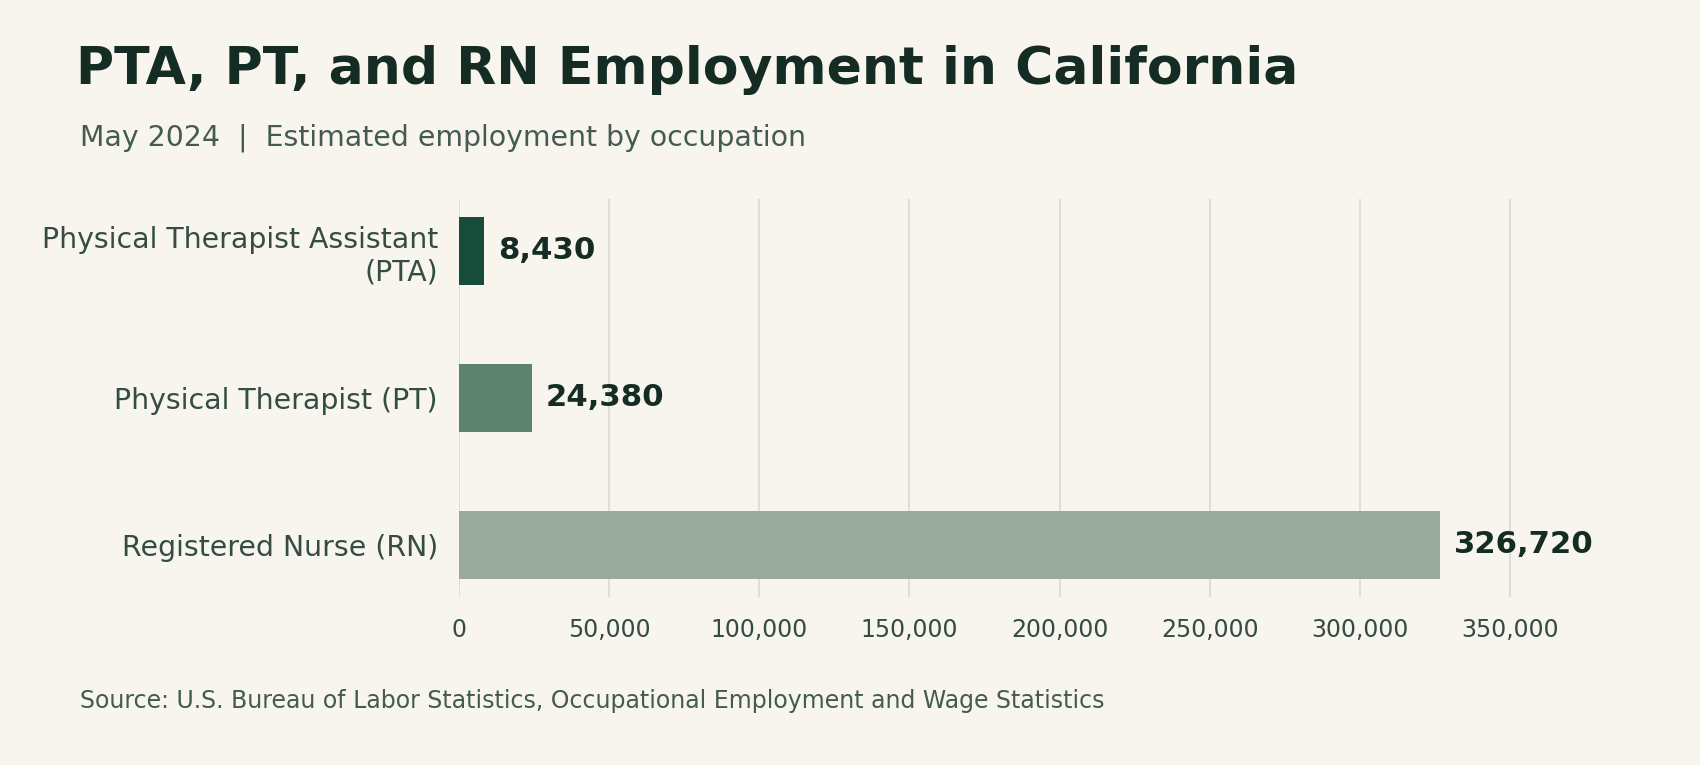 PTA, PT, and RN Employment in California
May 2024 | Estimated employment by occupation
Physical Therapist Assistant
(PTA)
8,430
Physical Therapist (PT)
24,380
Registered Nurse (RN)
326,720
0
50,000
100,000
150,000
200,000
250,000
300,000
350,000
Source: U.S. Bureau of Labor Statistics, Occupational Employment and Wage Statistics